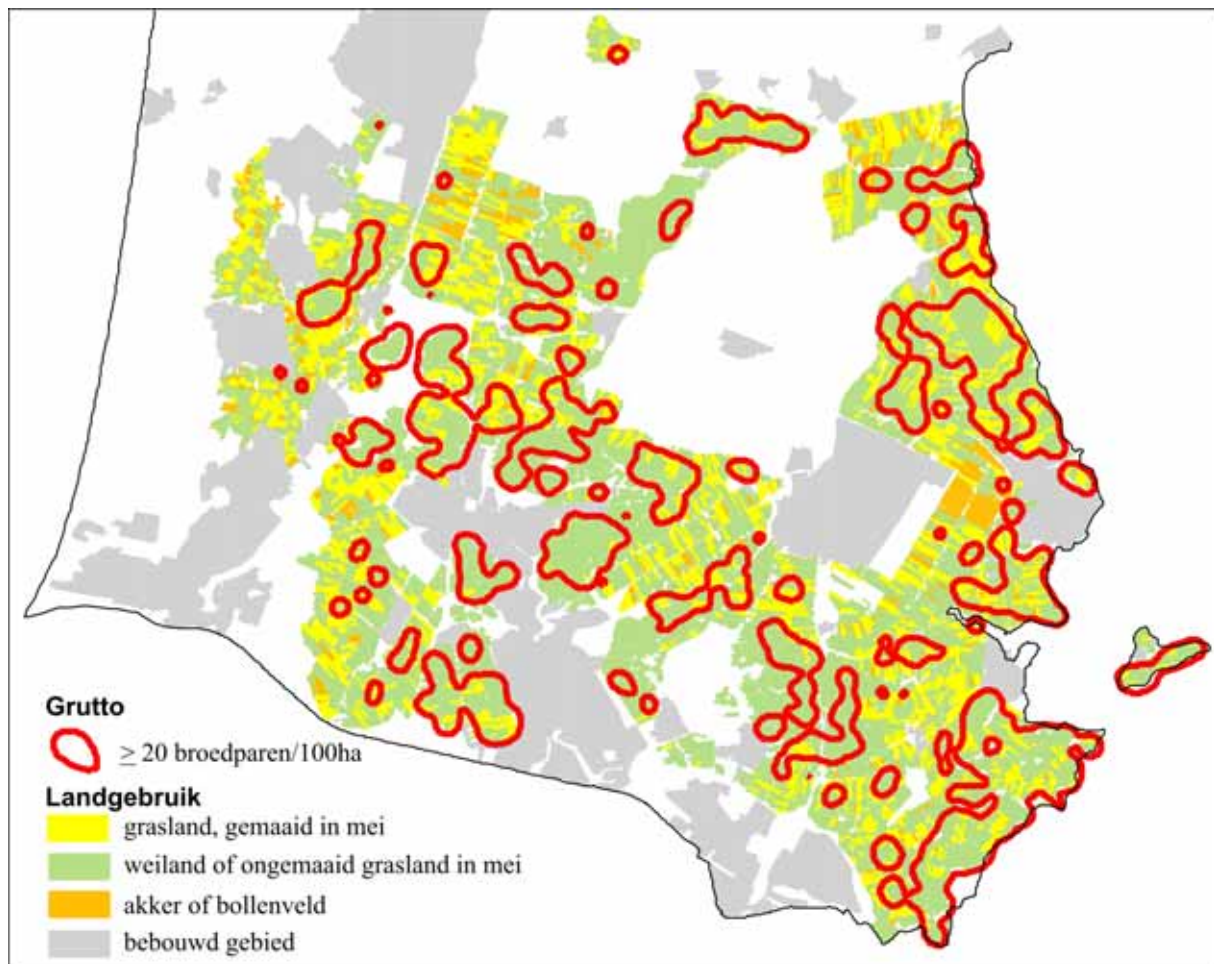 Grutto
≥ 20 broedparen/100ha
Landgebruik
grasland, gemaaid in mei
weiland of ongemaaid grasland in mei
akker of bollenveld
bebouwd gebied